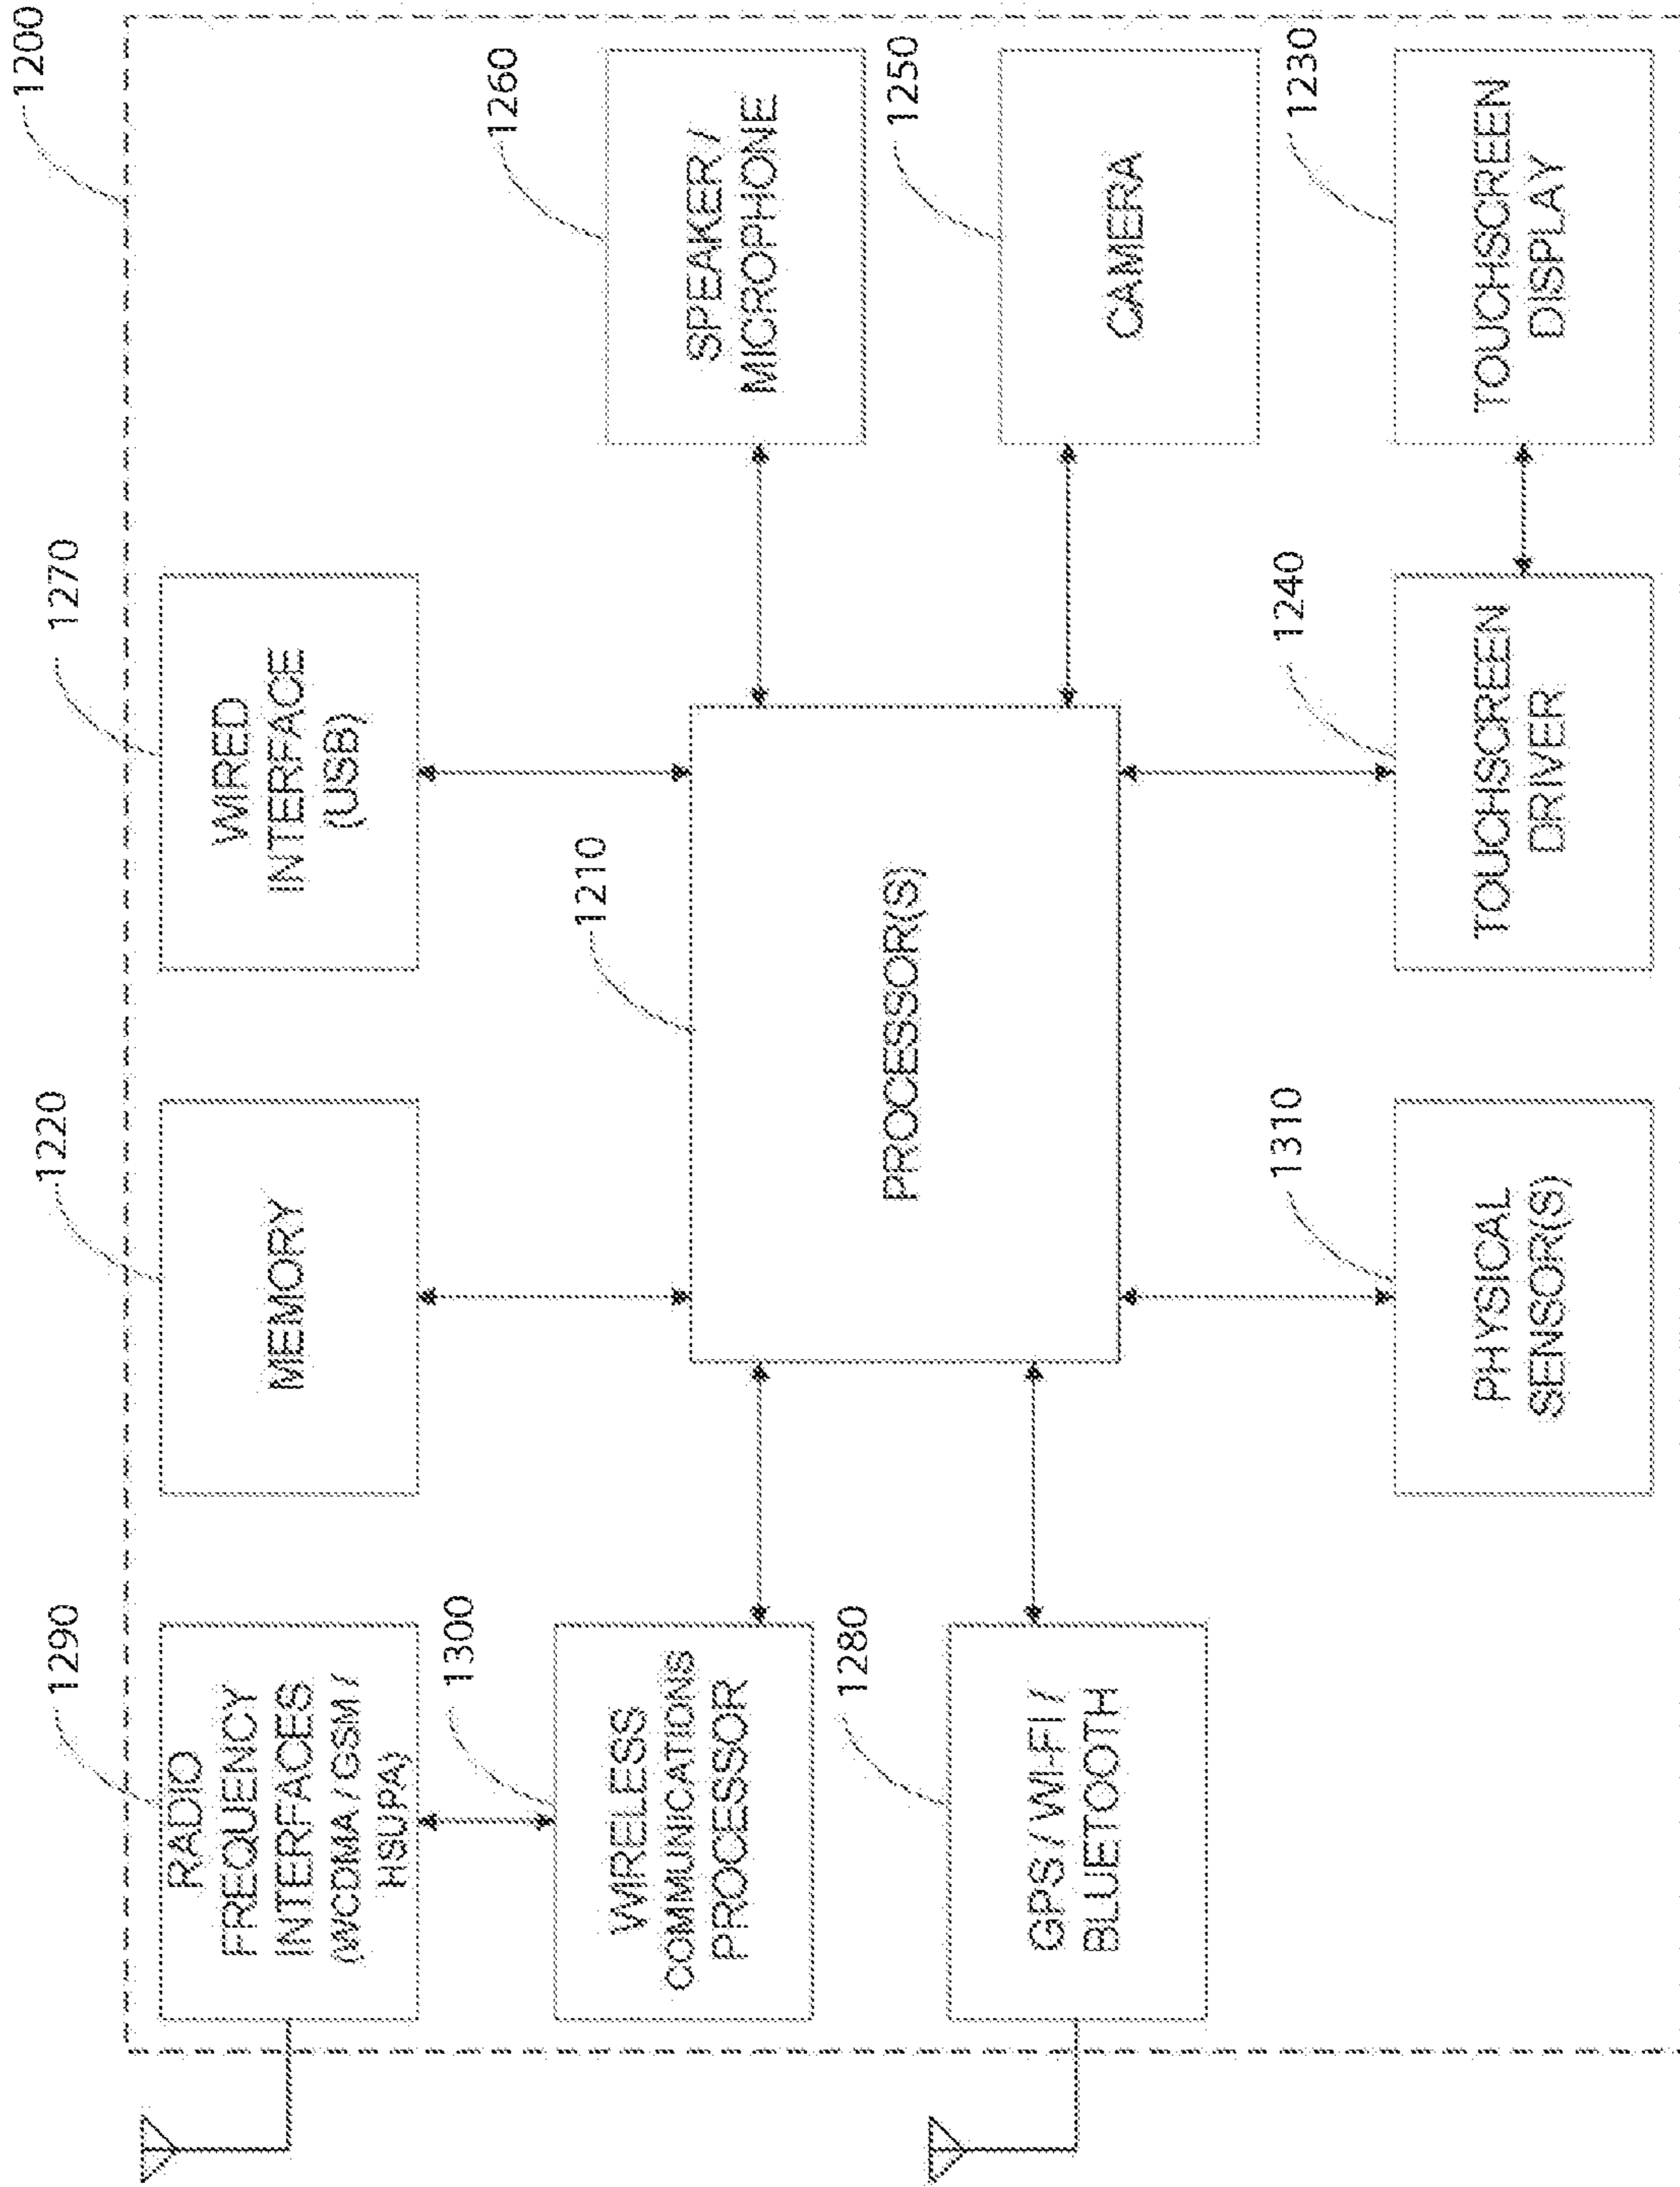 1200
1290
RADIO
FREQUENCY
INTERFACES
(WCDMA / GSM /
HSUPA)
1220
MEMORY
1270
WIRED
INTERFACE
(USB)
1300
WIRELESS
COMMUNICATIONS
PROCESSOR
1210
PROCESSOR(S)
1260
SPEAKER /
MICROPHONE
1280
GPS / WI-FI /
BLUETOOTH
1250
CAMERA
1310
PHYSICAL
SENSOR(S)
1240
TOUCHSCREEN
DRIVER
1230
TOUCHSCREEN
DISPLAY